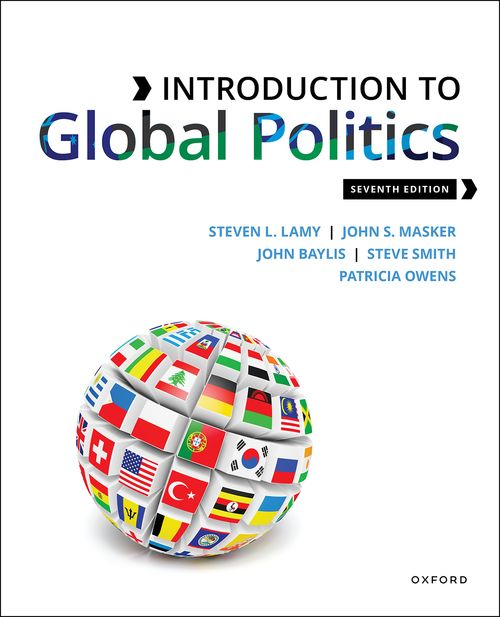 INTRODUCTION TO
Global Politics
SEVENTH EDITION
STEVEN L. LAMY | JOHN S. MASKER
JOHN BAYLIS | STEVE SMITH
PATRICIA OWENS
OXFORD